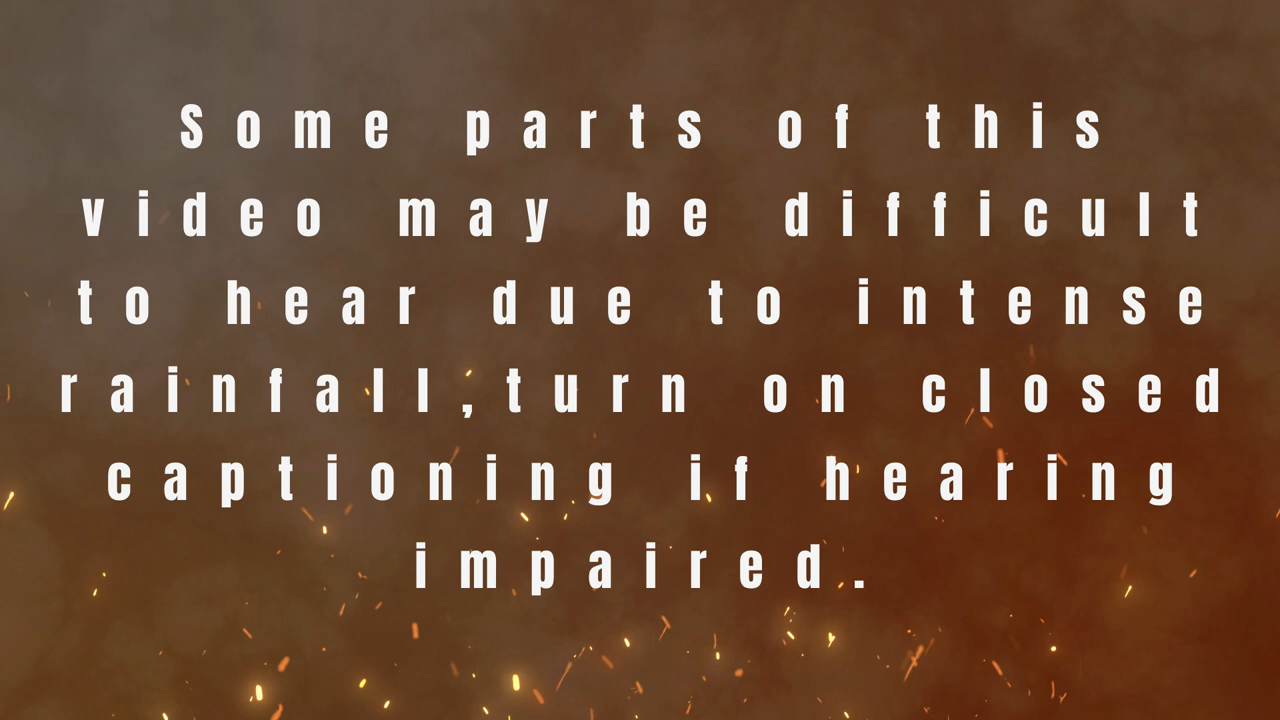 Some parts of this
video may be difficult
to hear due to intense
rainfall,turn on closed
captioning if hearing
impaired.